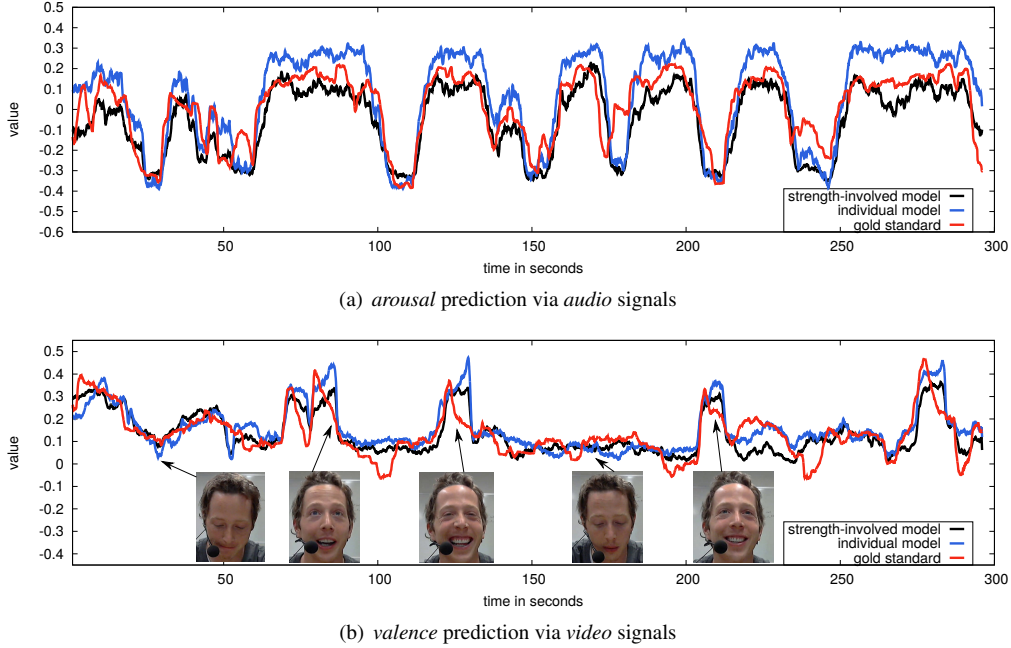 0.5
0.4
0.3
0.2
0.1
0
-0.1
-0.2
-0.3
-0.4
-0.5
-0.6
value
50 100 150 200 250 300
time in seconds
strength-involved model
individual model
gold standard
(a) arousal prediction via audio signals
0.5
0.4
0.3
0.2
0.1
0
-0.1
-0.2
0.3
-0.4
value
50 100 150 200 250 300
time in seconds
strength-involved model
individual model
gold standard
(b) valence prediction via video signals